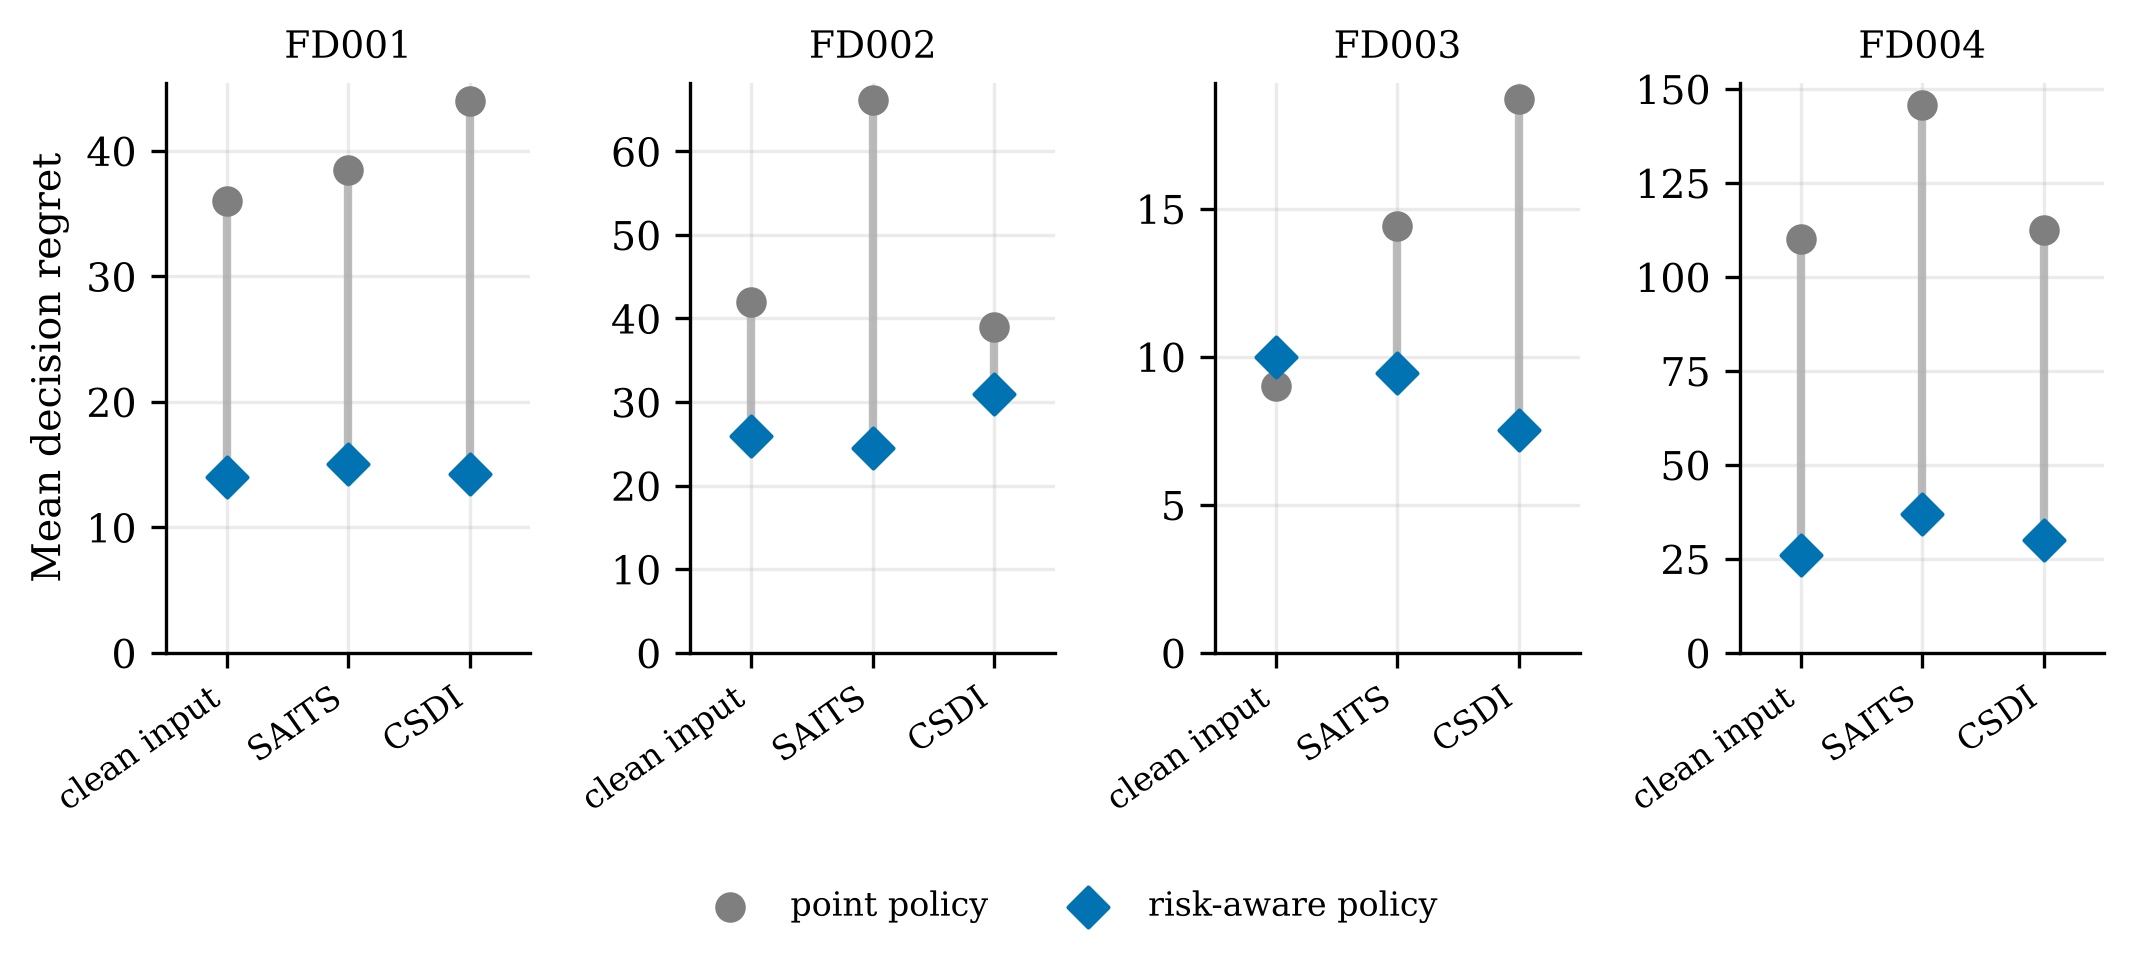 FD001
FD002
FD003
FD004
Mean decision regret
40
30
20
10
0
clean input
SAITS
CSDI
60
50
40
30
20
10
0
clean input
SAITS
CSDI
15
10
5
0
clean input
SAITS
CSDI
150
125
100
75
50
25
0
clean input
SAITS
CSDI
point policy
risk-aware policy